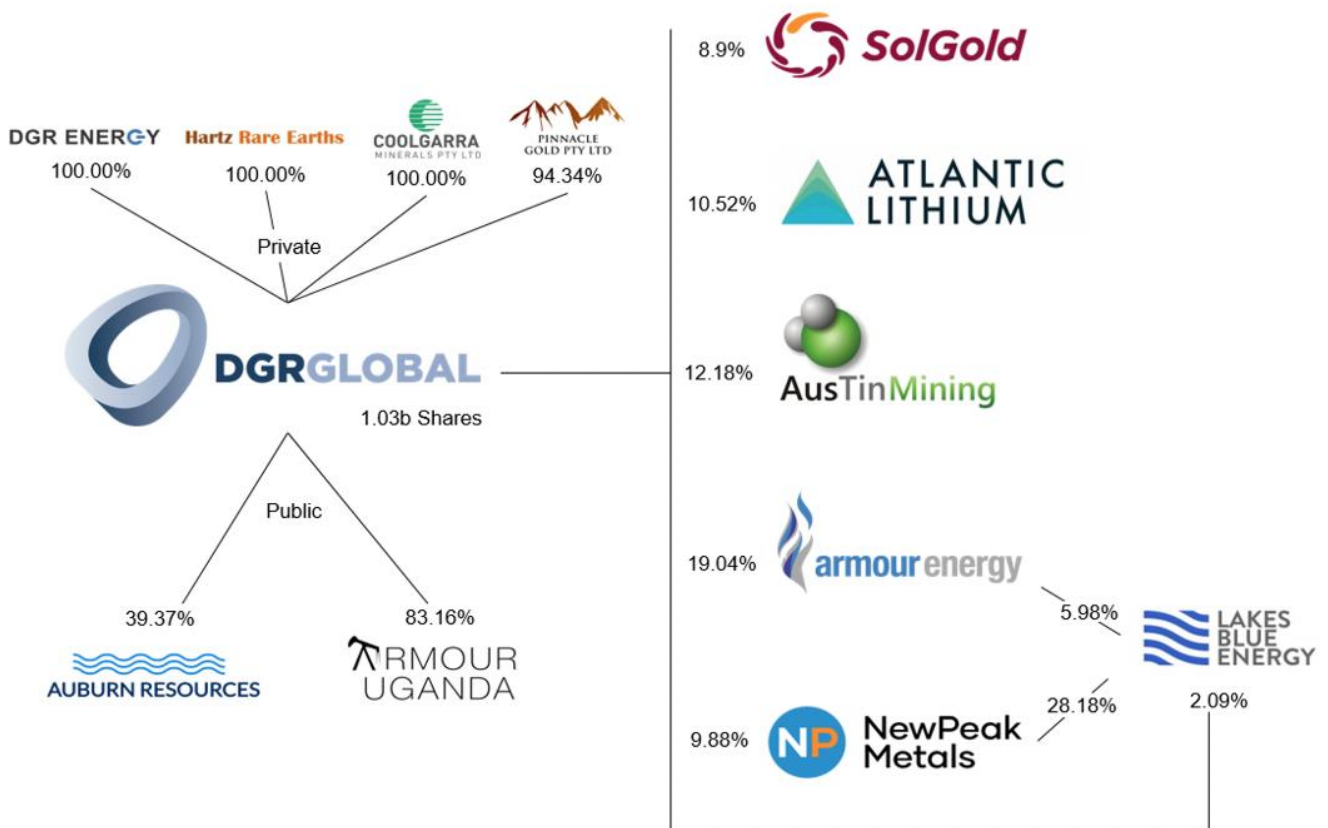 8.9%
SolGold
DGR ENERGY
100.00%
Hartz Rare Earths
100.00%
COOLGARRA
MINERALS PTY LTD
100.00%
PINNACLE
GOLD PTY LTD
94.34%
10.52%
ATLANTIC
LITHIUM
Private
DGRGLOBAL
1.03b Shares
12.18%
AusTinMining
Public
39.37%
AUBURN RESOURCES
83.16%
ARMOUR
UGANDA
19.04%
armourenergy
5.98%
LAKES
BLUE
ENERGY
28.18%
2.09%
9.88%
NP
NewPeak
Metals